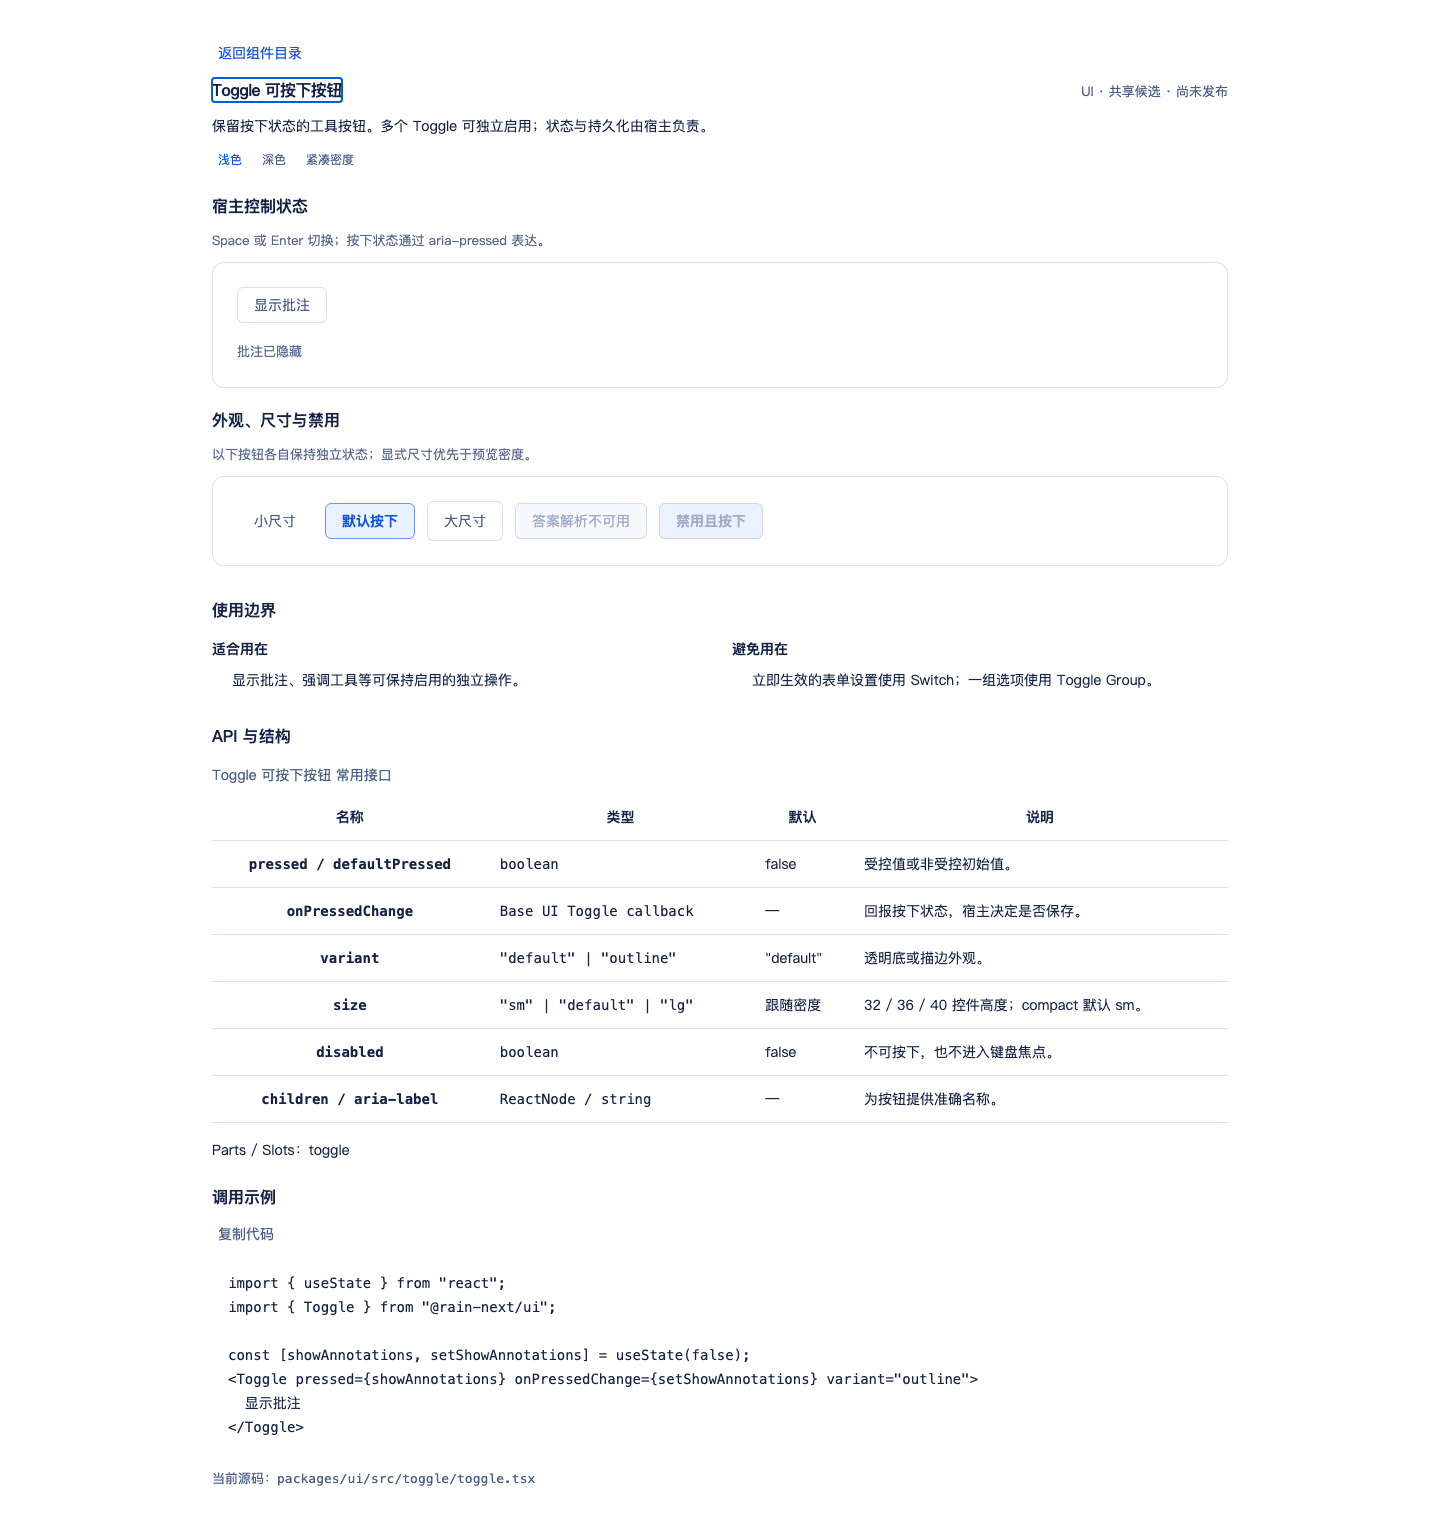 返回组件目录
Toggle 可按下按钮
UI · 共享候选 · 尚未发布
保留按下状态的工具按钮。多个 Toggle 可独立启用；状态与持久化由宿主负责。
浅色 深色 紧凑密度
宿主控制状态
Space 或 Enter 切换；按下状态通过 aria-pressed 表达。
显示批注
批注已隐藏
外观、尺寸与禁用
以下按钮各自保持独立状态；显式尺寸优先于预览密度。
小尺寸 默认按下 大尺寸 答案解析不可用 禁用且按下
使用边界
适合用在
显示批注、强调工具等可保持启用的独立操作。
避免用在
立即生效的表单设置使用 Switch；一组选项使用 Toggle Group。
API 与结构
Toggle 可按下按钮 常用接口
名称 类型 默认 说明
pressed / defaultPressed boolean false 受控值或非受控初始值。
onPressedChange Base UI Toggle callback — 回报按下状态，宿主决定是否保存。
variant "default" | "outline" "default" 透明底或描边外观。
size "sm" | "default" | "lg" 跟随密度 32 / 36 / 40 控件高度；compact 默认 sm。
disabled boolean false 不可按下，也不进入键盘焦点。
children / aria-label ReactNode / string — 为按钮提供准确名称。
Parts / Slots：toggle
调用示例
复制代码
import { useState } from "react";
import { Toggle } from "@rain-next/ui";
const [showAnnotations, setShowAnnotations] = useState(false);
<Toggle pressed={showAnnotations} onPressedChange={setShowAnnotations} variant="outline">
显示批注
</Toggle>
当前源码：packages/ui/src/toggle/toggle.tsx